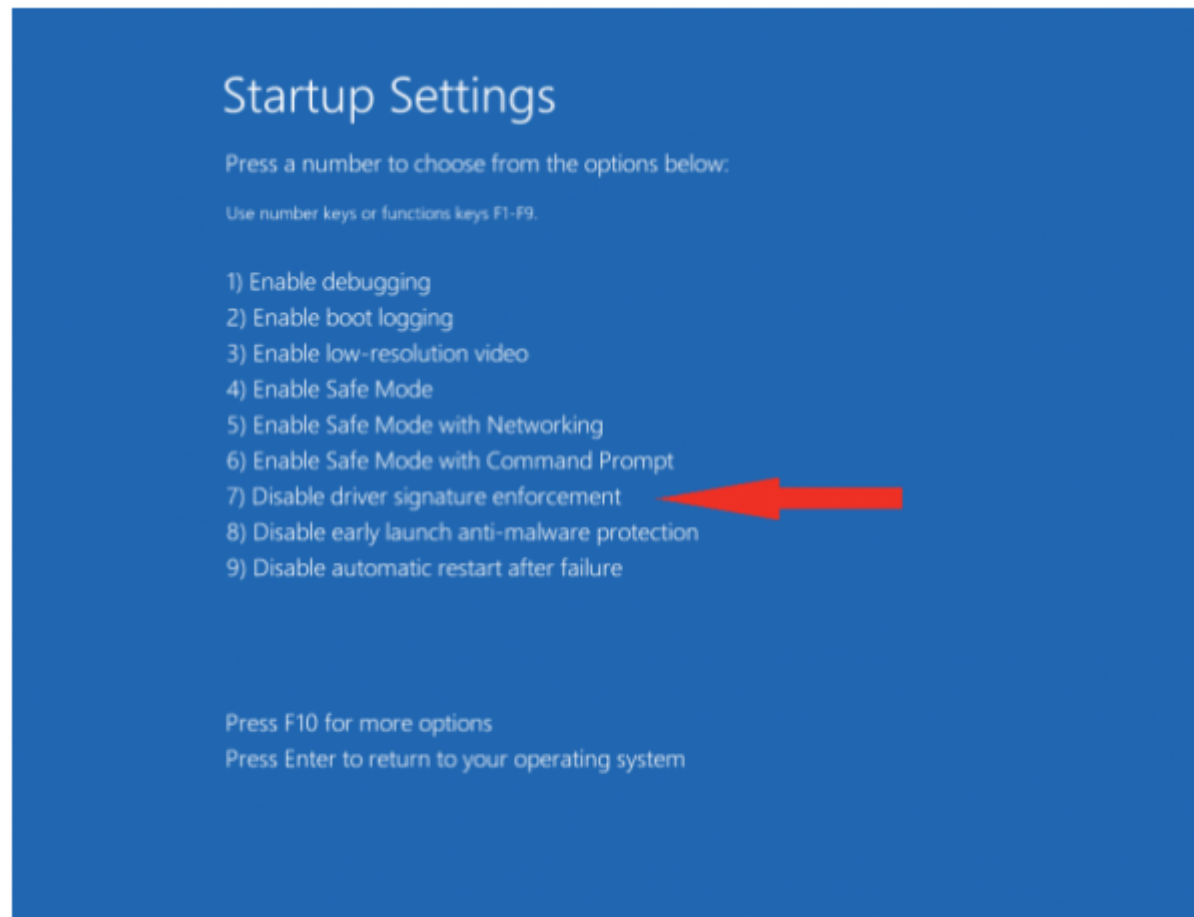 Startup Settings
Press a number to choose from the options below:
Use number keys or functions keys F1-F9.
1) Enable debugging
2) Enable boot logging
3) Enable low-resolution video
4) Enable Safe Mode
5) Enable Safe Mode with Networking
6) Enable Safe Mode with Command Prompt
7) Disable driver signature enforcement
8) Disable early launch anti-malware protection
9) Disable automatic restart after failure
Press F10 for more options
Press Enter to return to your operating system